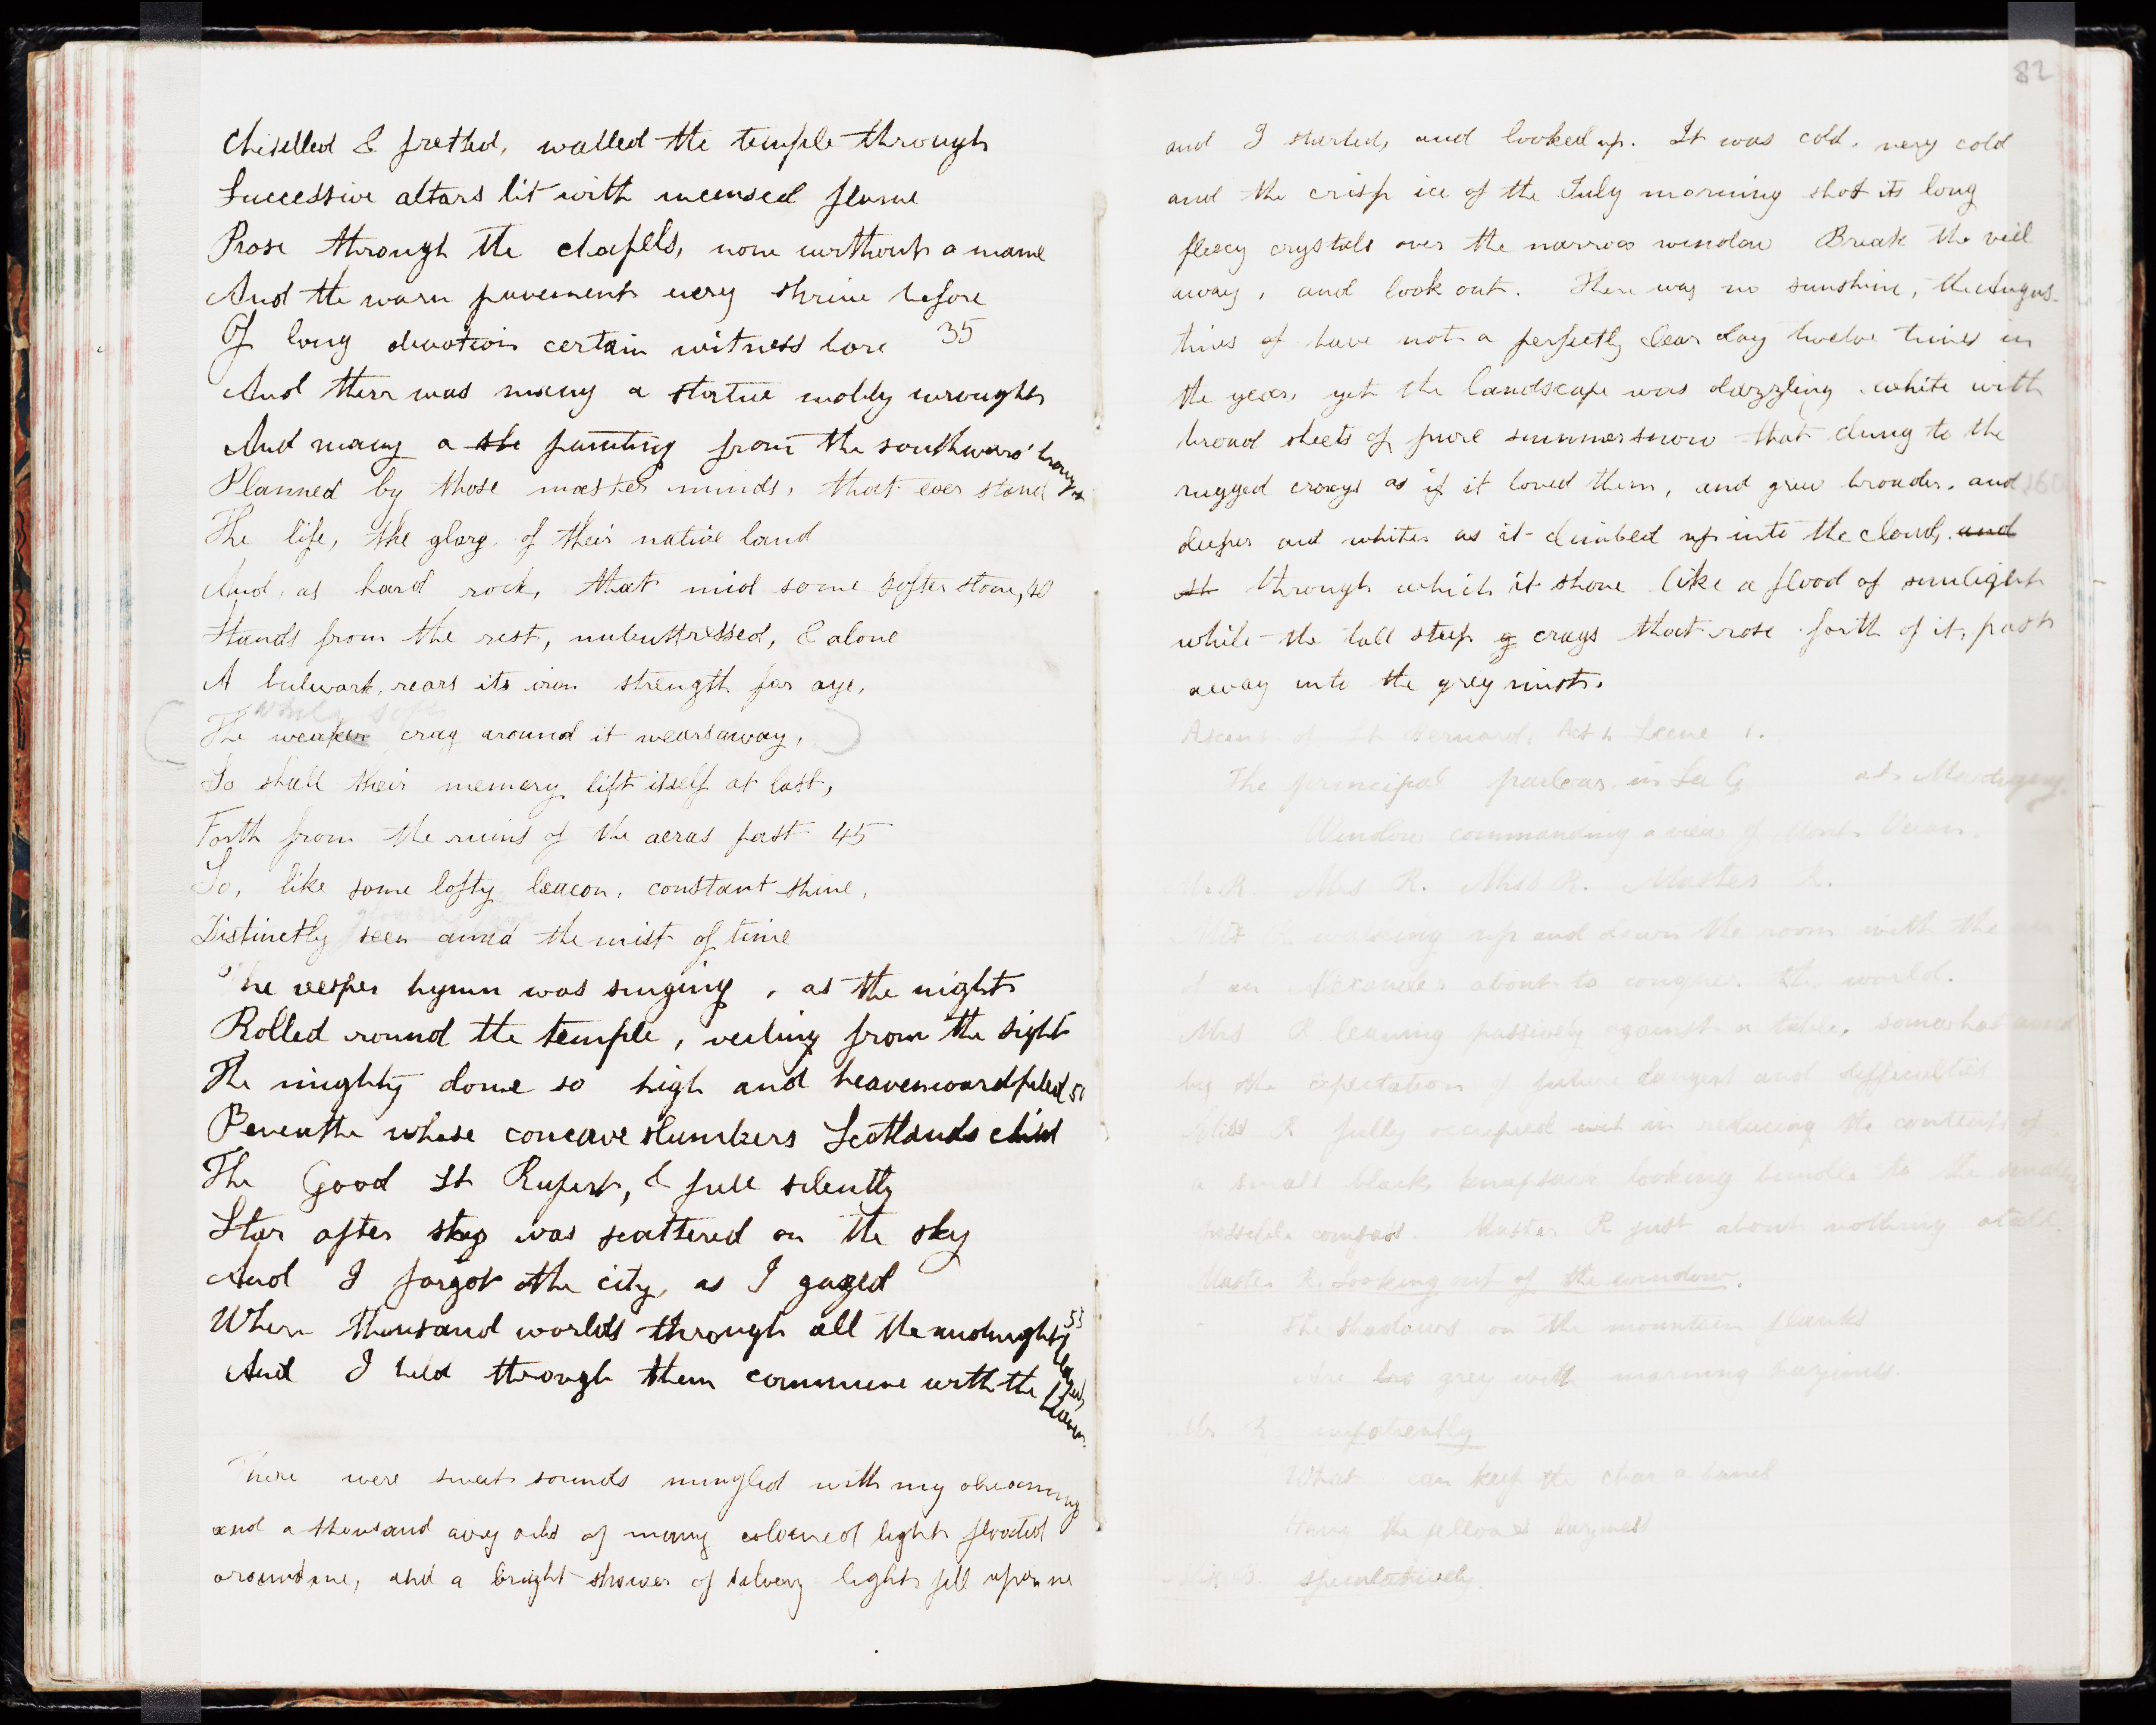 Chiselled & fretted, walled the temple through
Successive altars lit with incensed flame
Rose through the chapels, none without a name
And the warn pavement every shrine before
Of long devotion certain witness bore 35
And there was many a statue nobly wrought
And many a ste painting from the southward brought
Planned by those master minds, that ever stand
The life, the glory, of their native land
And, as hard rock, that mid some softer stone, 40
Stands from the rest, unbuttressed, & alone
A bulwark, rears its iron strength for aye,
While soft
The weaker crag around it wears away,
So shall their memory lift itself at last,
Forth from the ruins of the aeras past 45
So, like some lofty beacon, constant shine,
Distinctly seen amid the mist of time
The vesper hymn was singing, as the night
Rolled round the temple, veiling from the sight
The mighty dome so high and heavenward piled 50
Beneathe whose concave slumbers Scotlands child
The Good St Rupert, & full silently
Star after star was scattered on the sky
And I forgot the city, as I gazed
Where thousand worlds through all the midnight blazed 55
And I held through them commune with the Heaven.
There were sweet sounds mingled with my dreaming
and a thousand airy orbs of many coloured light floated
around me, and a bright shower of silvery light fell upon me
82
and I started, and looked up. It was cold, very cold
and the crisp ice of the July morning shot its long
fleecy crystals over the narrow window Break the veil
away, and look out. There was no sunshine, the Augus-
tines of have not a perfectly clear day twelve times in
the year, yet the landscape was dazzling white with
broad sheets of pure summer snow that clung to the
rugged crags as if it loved them, and grew broader, and
deeper and whiter as it climbed up into the cloud, and
st through which it shone like a flood of sunlight
while the tall steep g crags that rose forth of it, past
away into the grey mist.
Ascent of St Bernard, Act 1 Scene 1.
The principal parlour in La G at Martigny.
Window commanding a view of Mont Velan.
Mr R. Mrs R. Miss R. Master R.
R walking up and down the room with the air
of an Alexander about to conquer the world.
Mrs R leaning passively against a table, somewhat
by the expectation of future dangers and difficulties
Miss R fully occupied in reducing the contents of
a small black knapsack looking bundle to the smallest
possible compass. Master R just about nothing at all.
Master R. Looking out of the window.
The shadows on the mountain flanks
Are grey with morning haziness.
Mr R. impatiently
What can keep the char a banc
Hang the fellows laziness
speculatively.